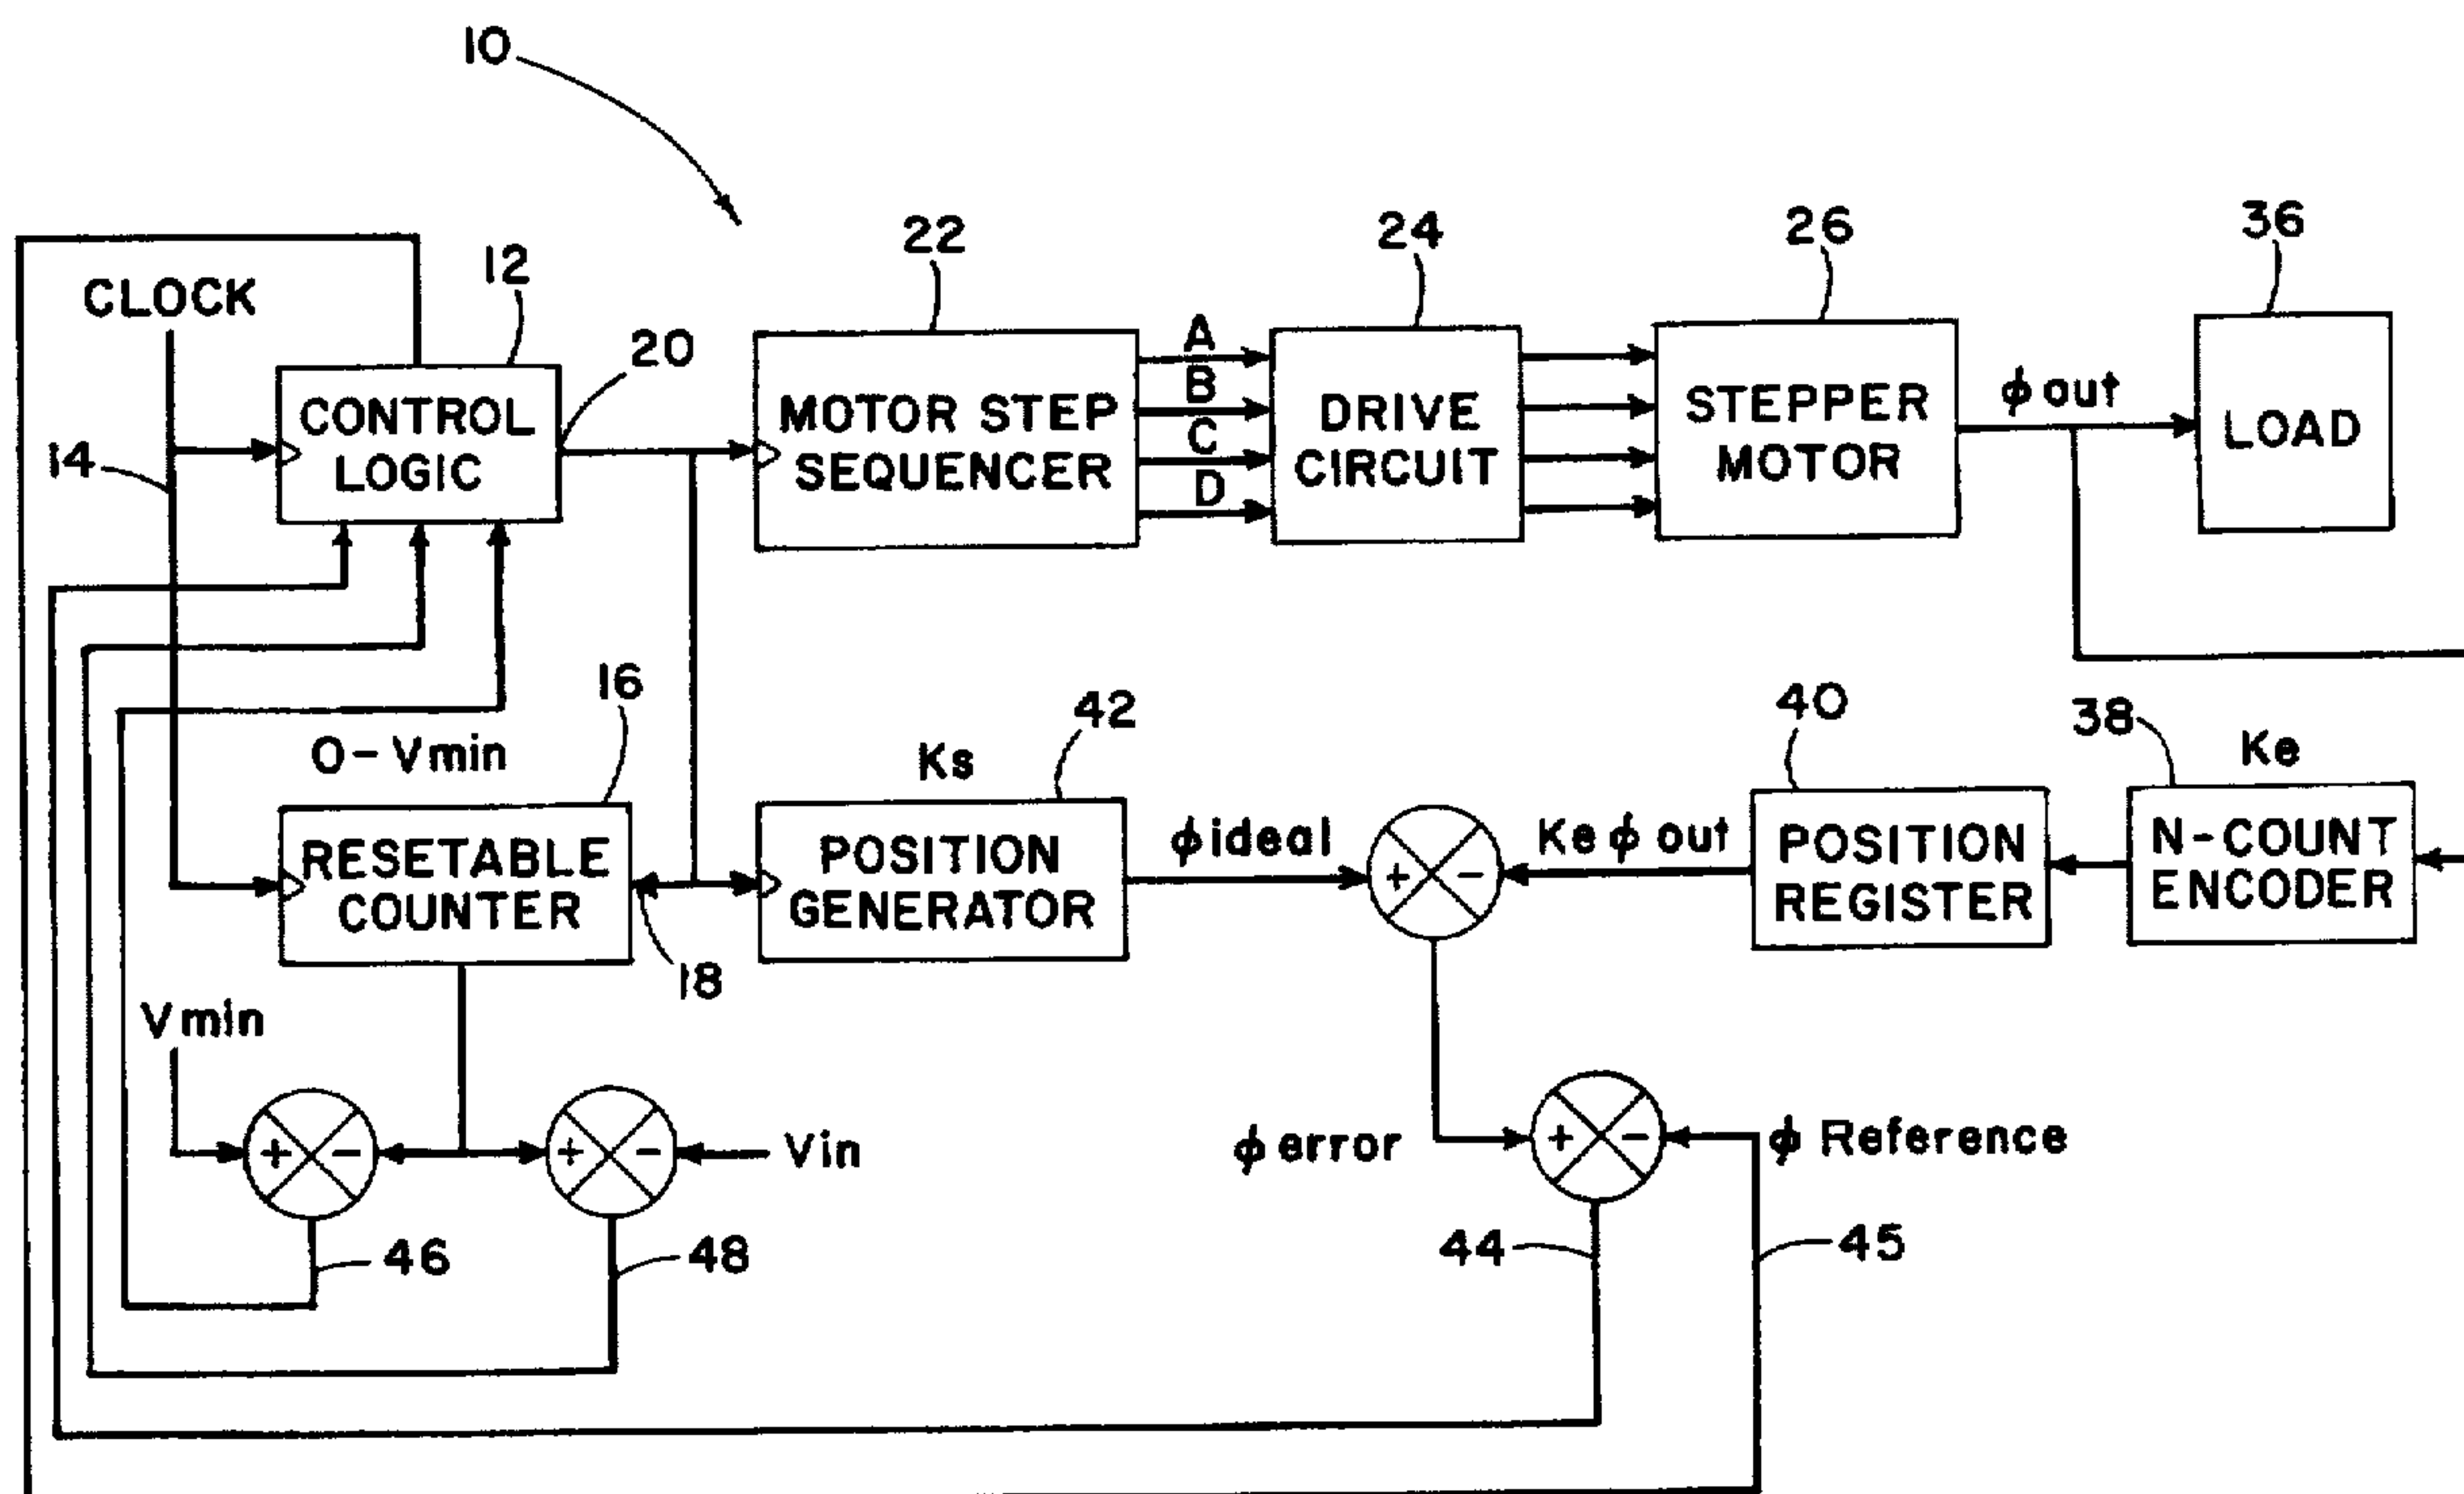 10
12
22
24
26
36
CLOCK
20
CONTROL
LOGIC
14
MOTOR STEP
SEQUENCER
A
B
C
D
DRIVE
CIRCUIT
STEPPER
MOTOR
ϕ out
LOAD
16
42
40
38
O-Vmin
Ks
Ke
RESETABLE
COUNTER
18
POSITION
GENERATOR
ϕ ideal
+ -
Ke ϕ out
POSITION
REGISTER
N-COUNT
ENCODER
Vmin
+ -
+ -
Vin
ϕ error
+ -
ϕ Reference
46
48
44
45